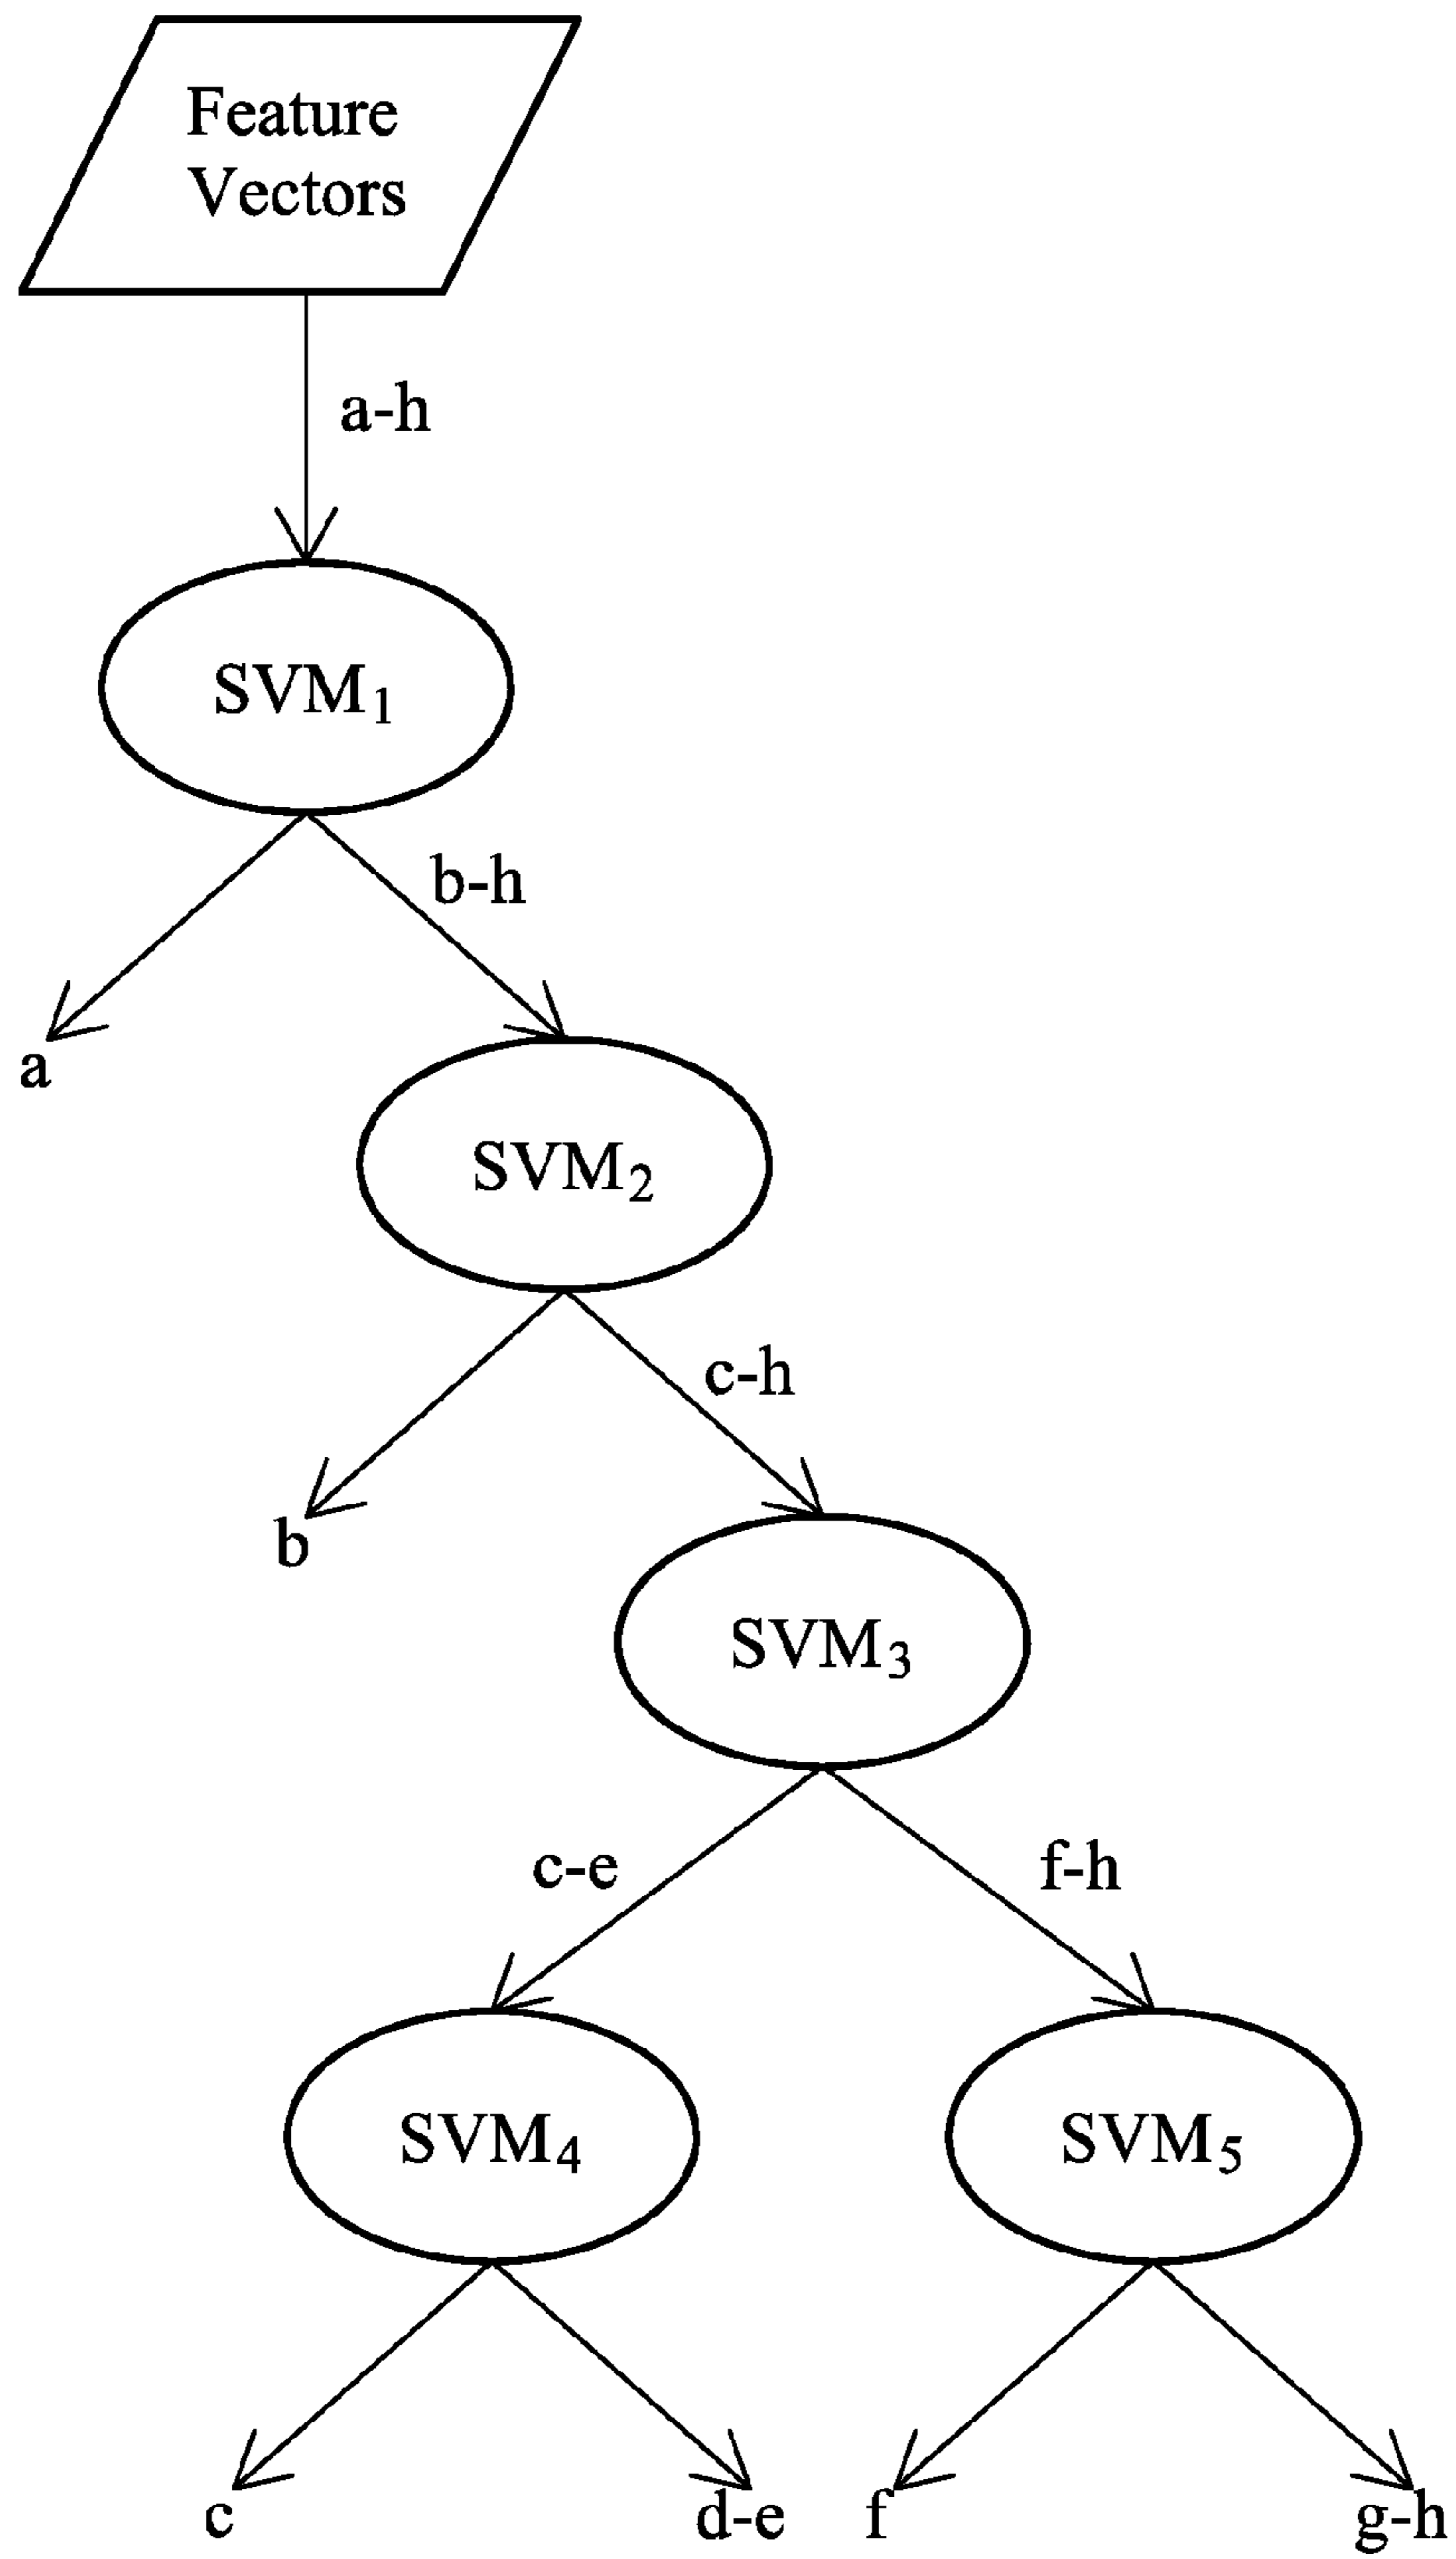 Feature
Vectors
a-h
SVM₁
b-h
a
SVM₂
c-h
b
SVM₃
c-e
f-h
SVM₄
SVM₅
c
d-e
f
g-h